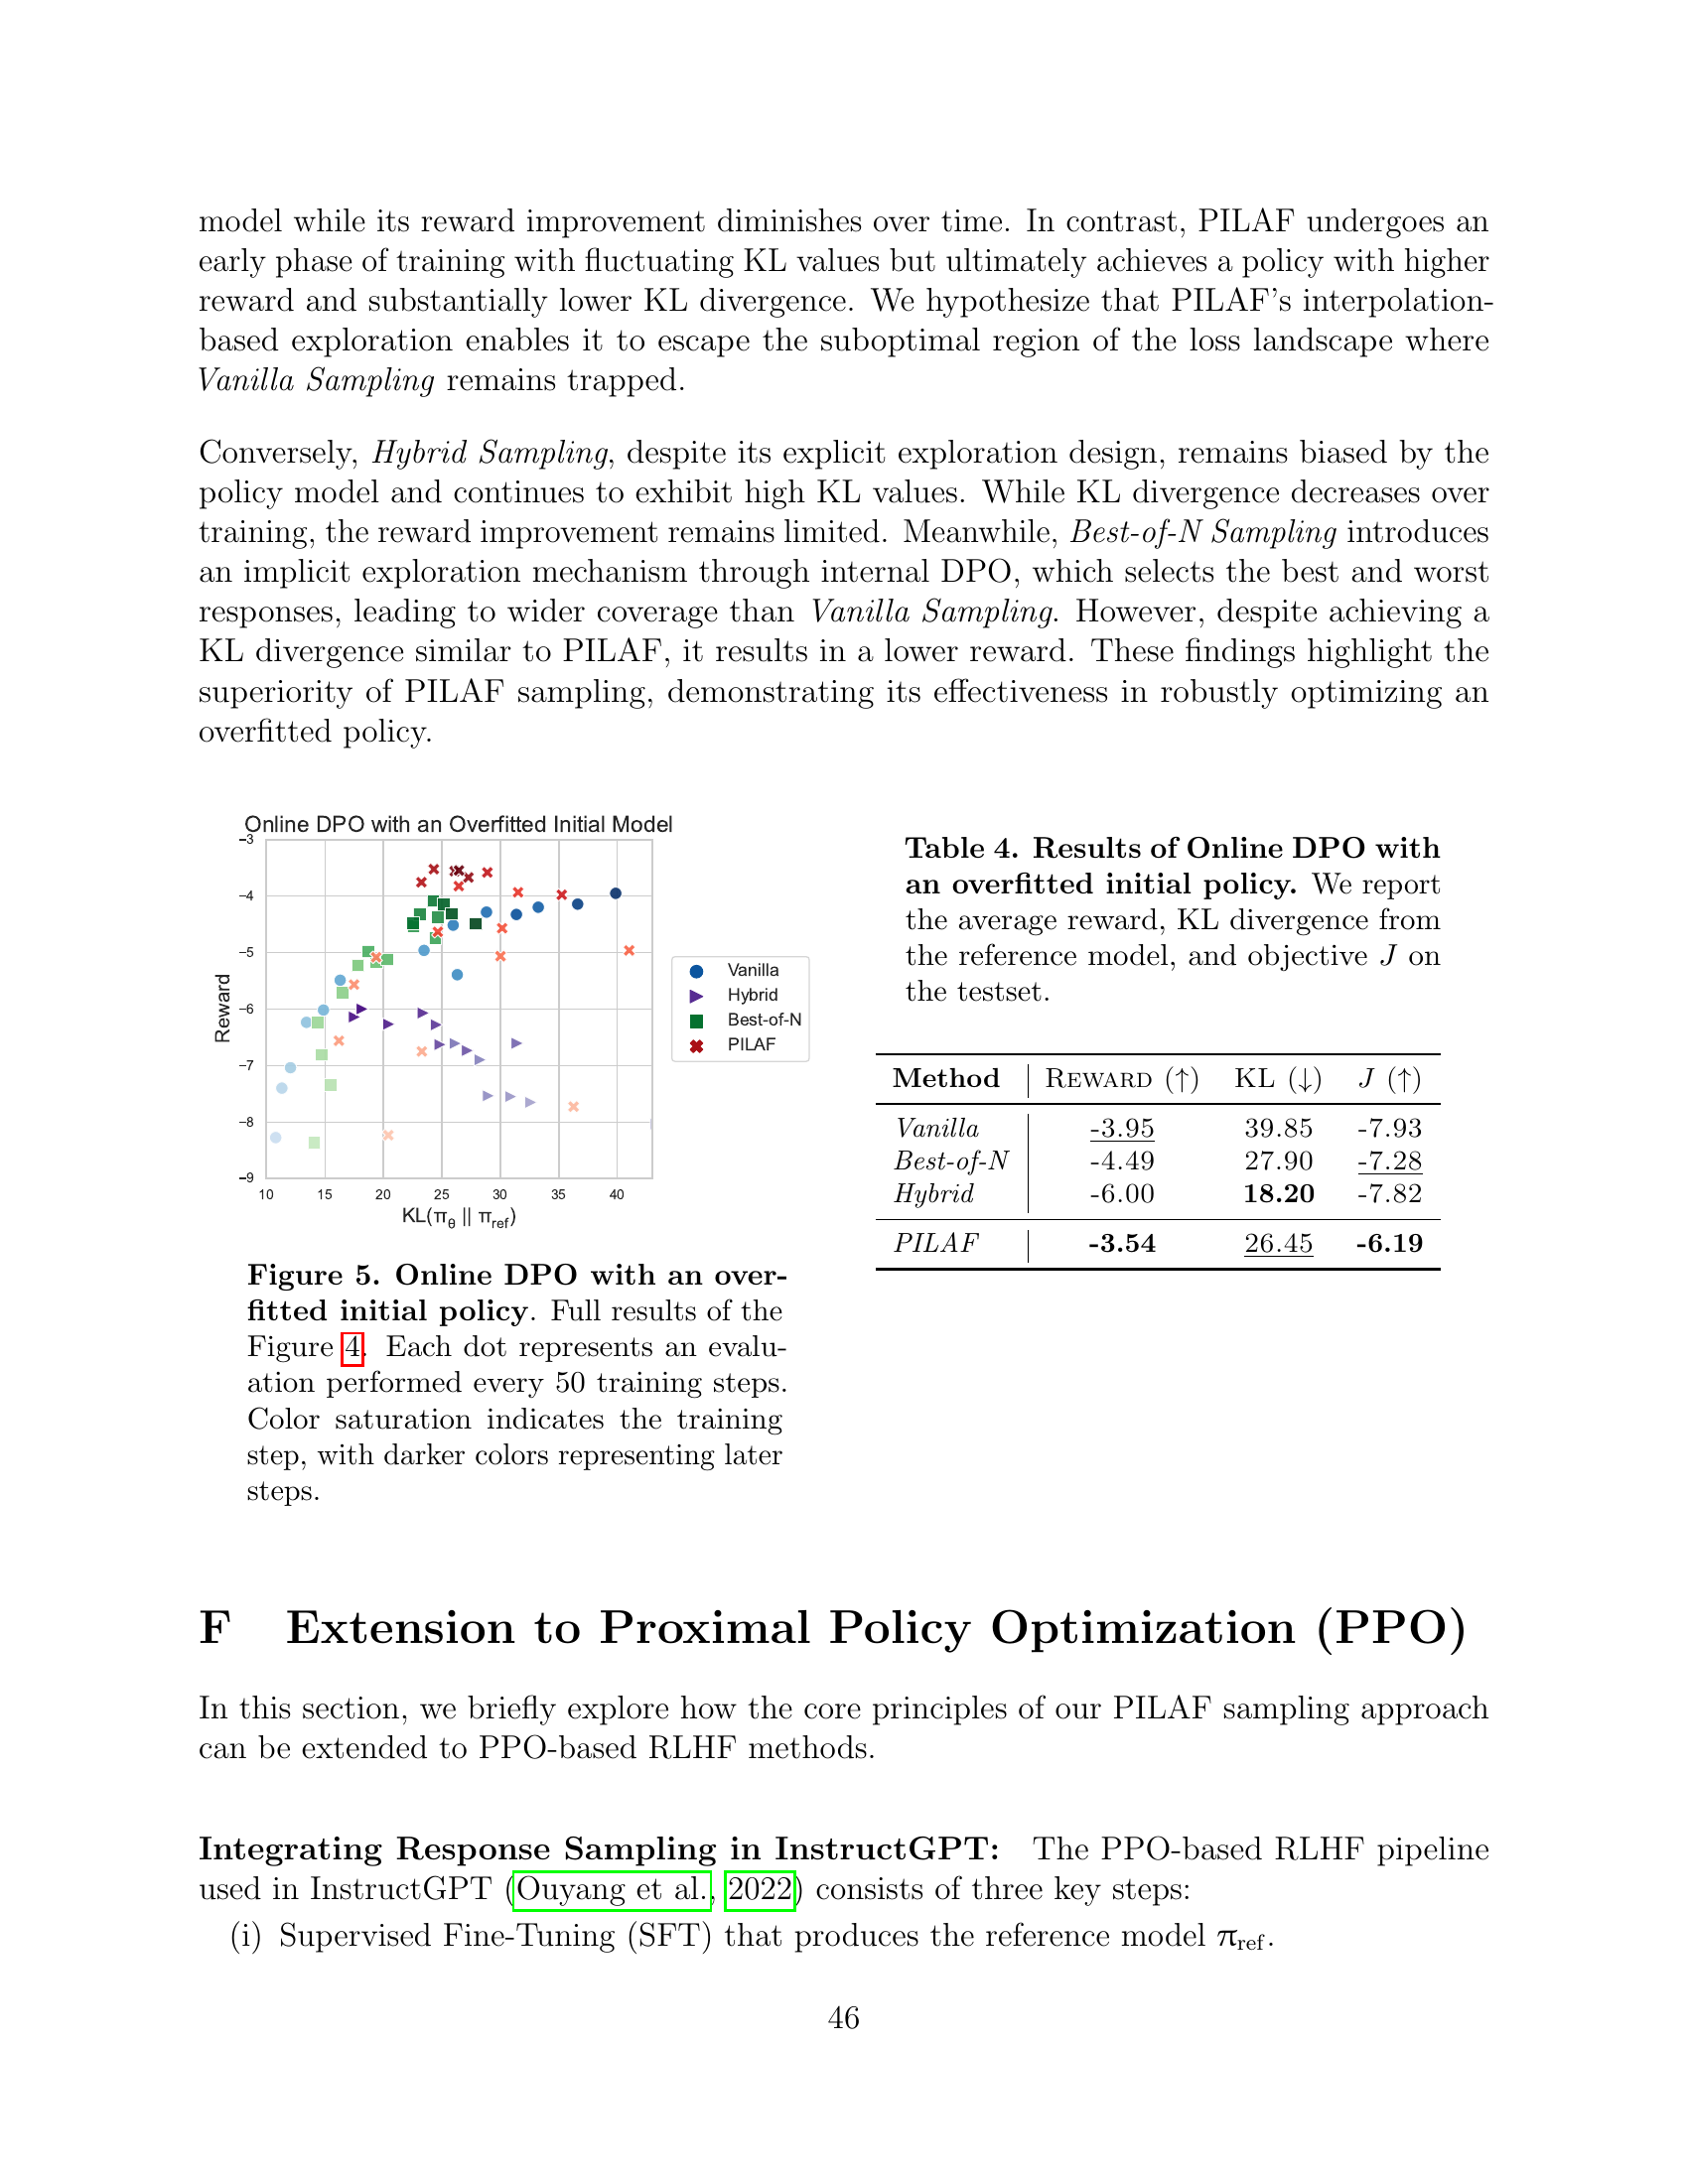 model while its reward improvement diminishes over time. In contrast, PILAF undergoes an
early phase of training with fluctuating KL values but ultimately achieves a policy with higher
reward and substantially lower KL divergence. We hypothesize that PILAF's interpolation-
based exploration enables it to escape the suboptimal region of the loss landscape where
Vanilla Sampling remains trapped.
Conversely, Hybrid Sampling, despite its explicit exploration design, remains biased by the
policy model and continues to exhibit high KL values. While KL divergence decreases over
training, the reward improvement remains limited. Meanwhile, Best-of-N Sampling introduces
an implicit exploration mechanism through internal DPO, which selects the best and worst
responses, leading to wider coverage than Vanilla Sampling. However, despite achieving a
KL divergence similar to PILAF, it results in a lower reward. These findings highlight the
superiority of PILAF sampling, demonstrating its effectiveness in robustly optimizing an
overfitted policy.
Online DPO with an Overfitted Initial Model
−3
−4
−5
−6
−7
−8
−9
Reward
10 15 20 25 30 35 40
KL(πθ || πref)
Vanilla
Hybrid
Best-of-N
PILAF
Figure 5. Online DPO with an over-
fitted initial policy. Full results of the
Figure 4. Each dot represents an evalu-
ation performed every 50 training steps.
Color saturation indicates the training
step, with darker colors representing later
steps.
Table 4. Results of Online DPO with
an overfitted initial policy. We report
the average reward, KL divergence from
the reference model, and objective J on
the testset.
Method REWARD (↑) KL (↓) J (↑)
Vanilla -3.95 39.85 -7.93
Best-of-N -4.49 27.90 -7.28
Hybrid -6.00 18.20 -7.82
PILAF -3.54 26.45 -6.19
F Extension to Proximal Policy Optimization (PPO)
In this section, we briefly explore how the core principles of our PILAF sampling approach
can be extended to PPO-based RLHF methods.
Integrating Response Sampling in InstructGPT: The PPO-based RLHF pipeline
used in InstructGPT (Ouyang et al., 2022) consists of three key steps:
(i) Supervised Fine-Tuning (SFT) that produces the reference model πref.
46